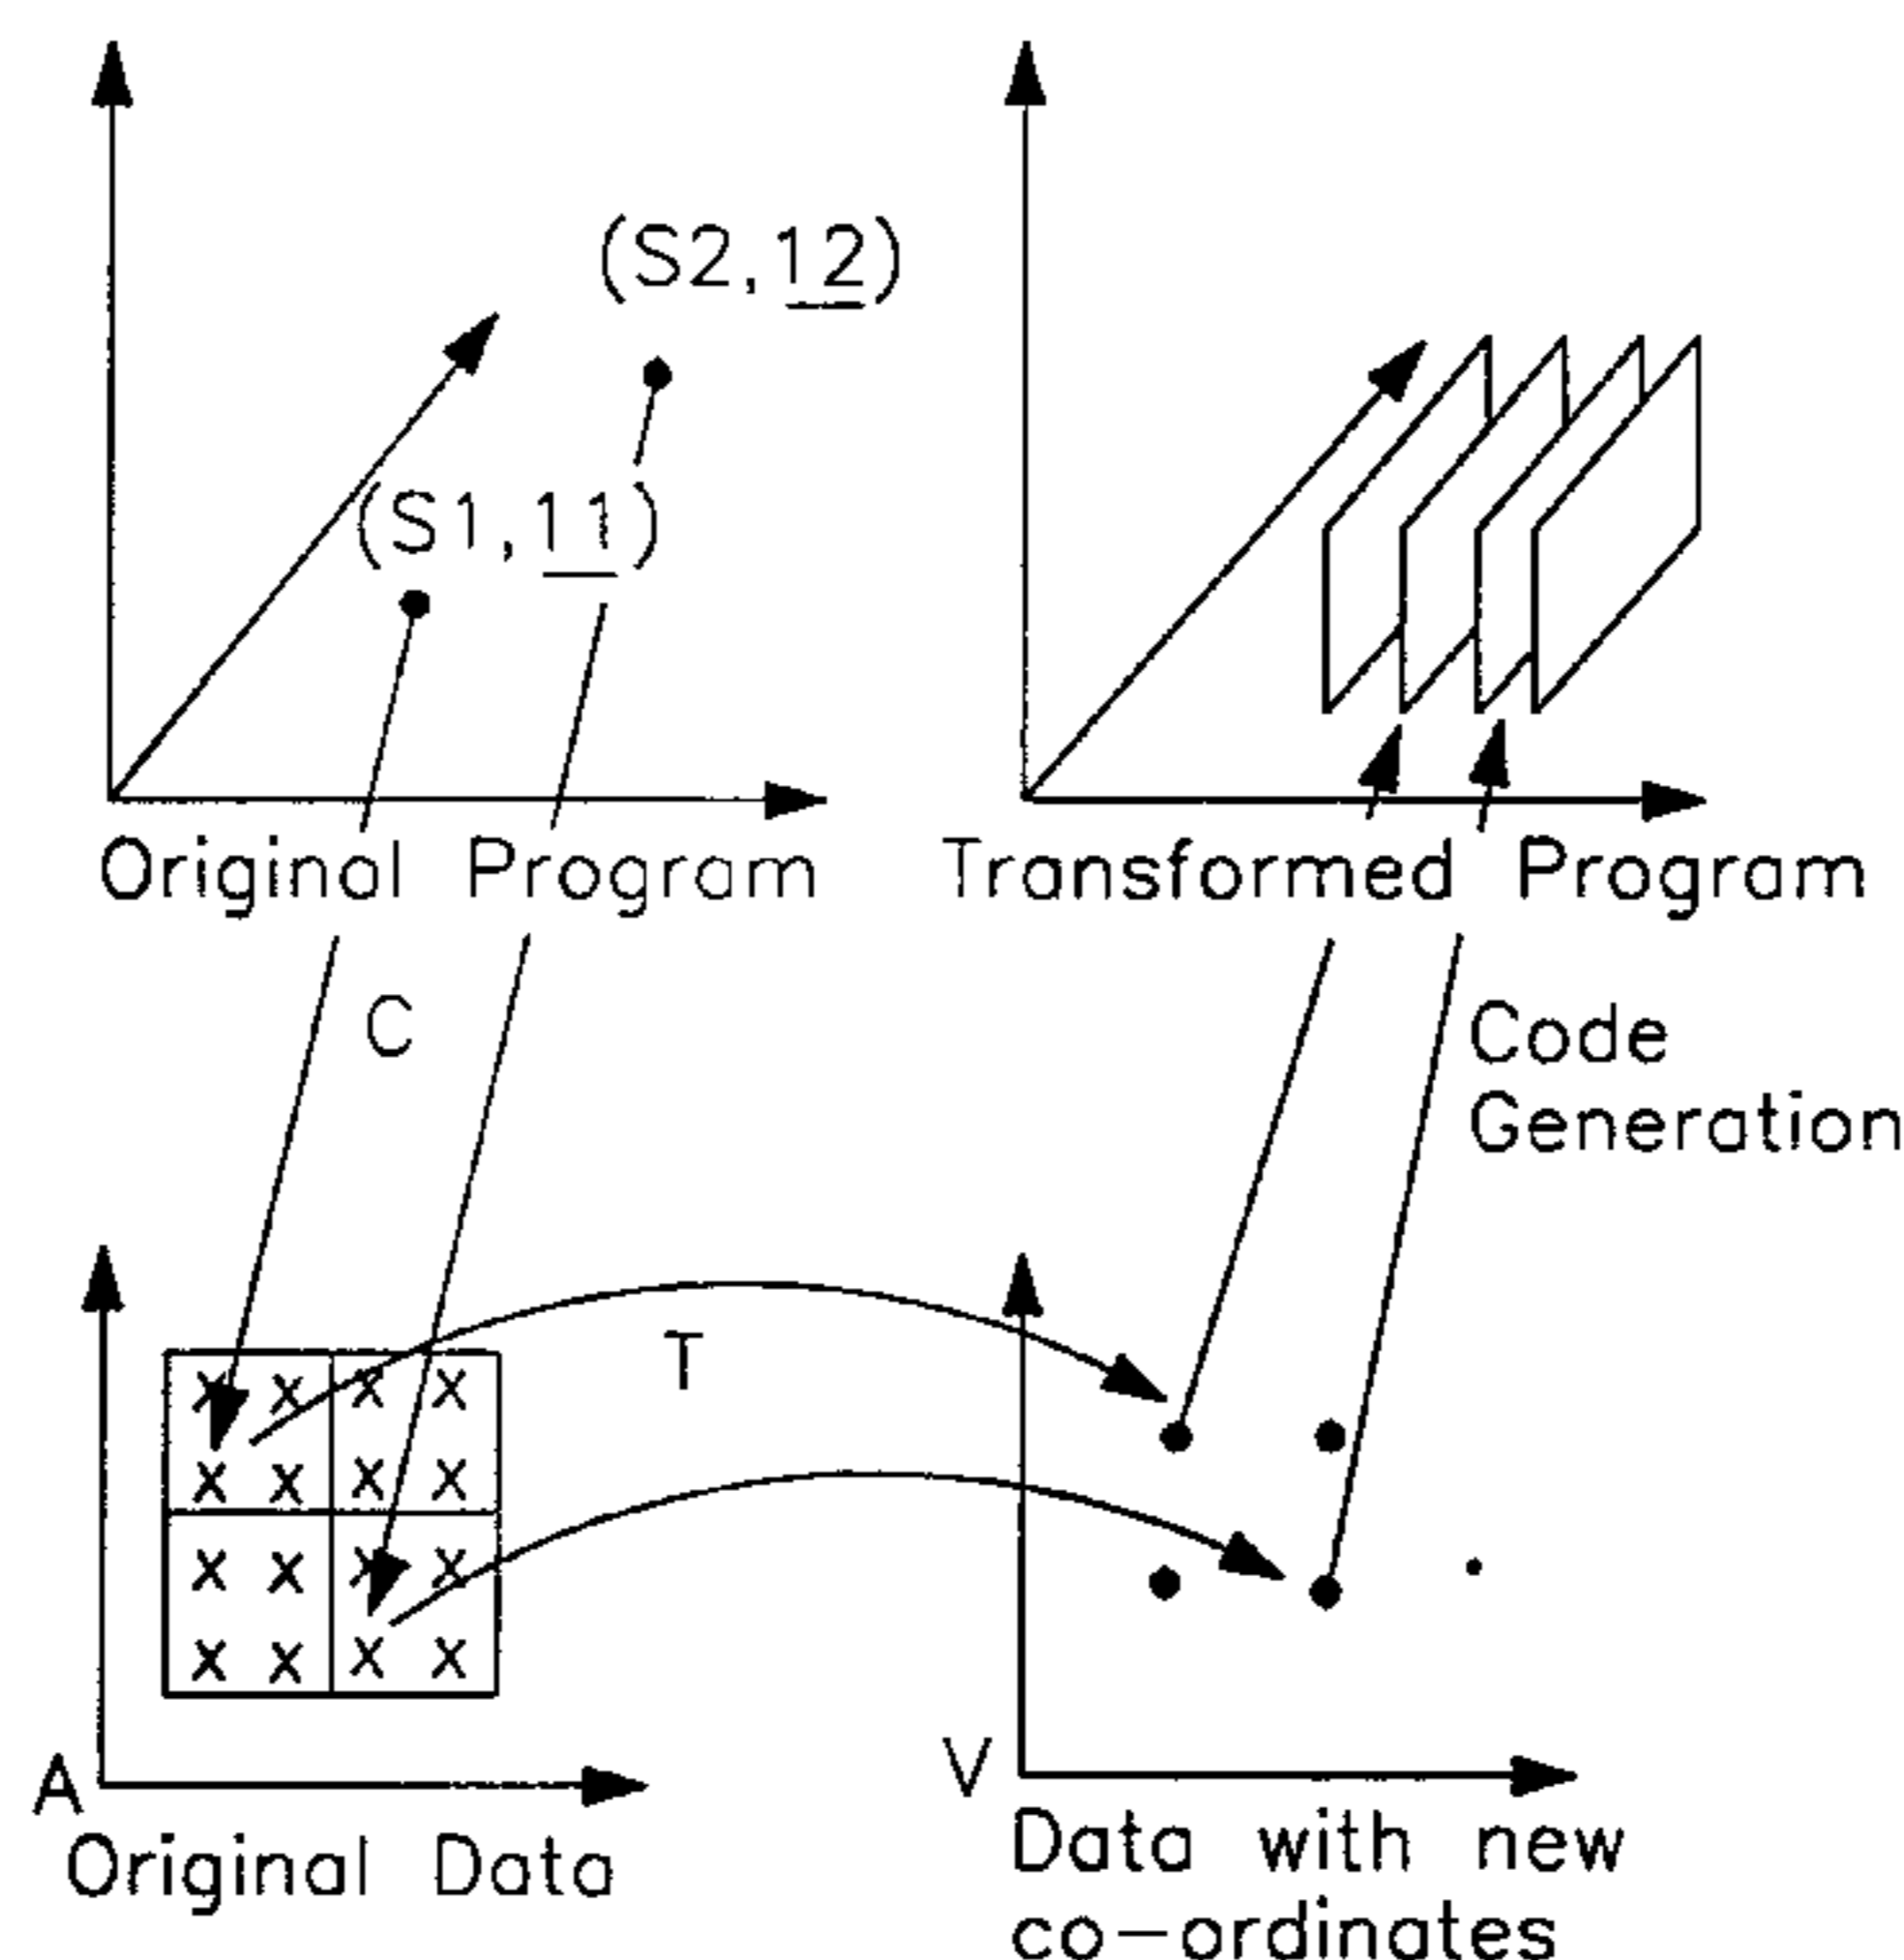 (S2,12)
(S1,11)
Original Program
Transformed Program
C
Code
Generation
T
x x x x
x x x x
x x x x
x x x x
A
V
Original Data
Data with new
co-ordinates